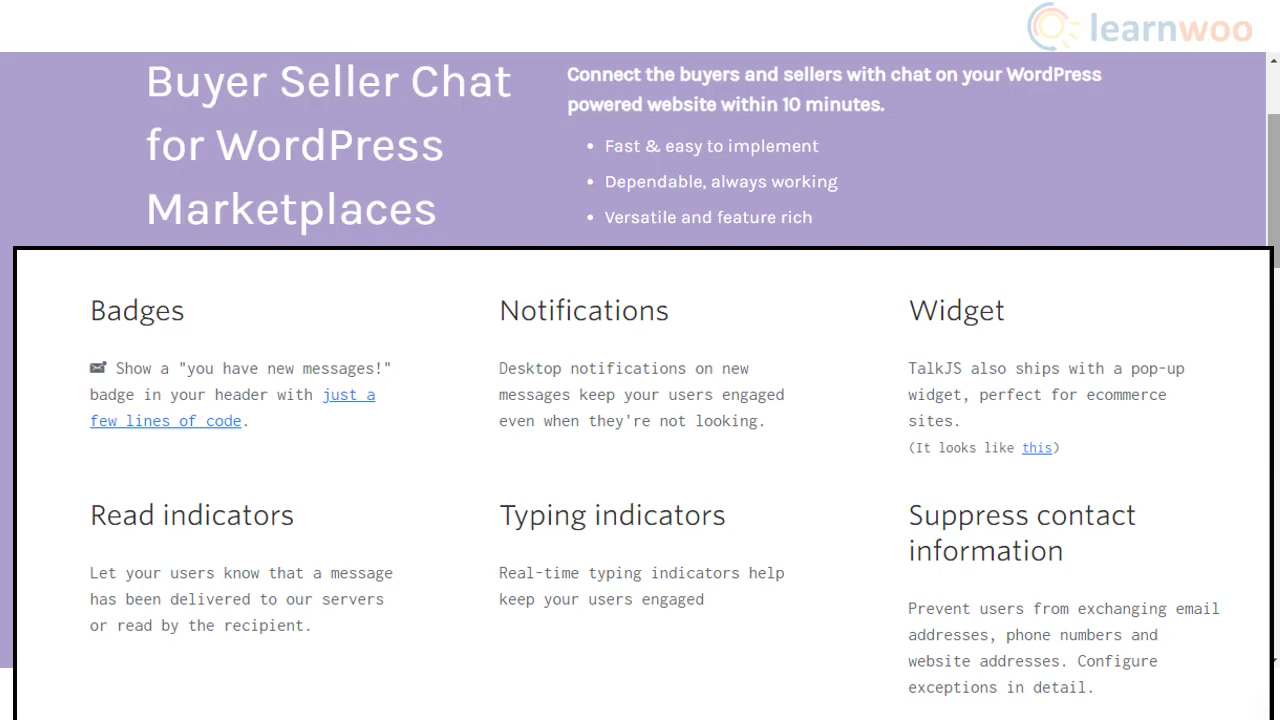 learnwoo
Buyer Seller Chat
for WordPress
Marketplaces
Connect the buyers and sellers with chat on your WordPress
powered website within 10 minutes.
• Fast & easy to implement
• Dependable, always working
• Versatile and feature rich
Badges
Show a "you have new messages!"
badge in your header with just a
few lines of code.
Notifications
Desktop notifications on new
messages keep your users engaged
even when they're not looking.
Widget
TalkJS also ships with a pop-up
widget, perfect for ecommerce
sites.
(It looks like this)
Read indicators
Let your users know that a message
has been delivered to our servers
or read by the recipient.
Typing indicators
Real-time typing indicators help
keep your users engaged
Suppress contact
information
Prevent users from exchanging email
addresses, phone numbers and
website addresses. Configure
exceptions in detail.